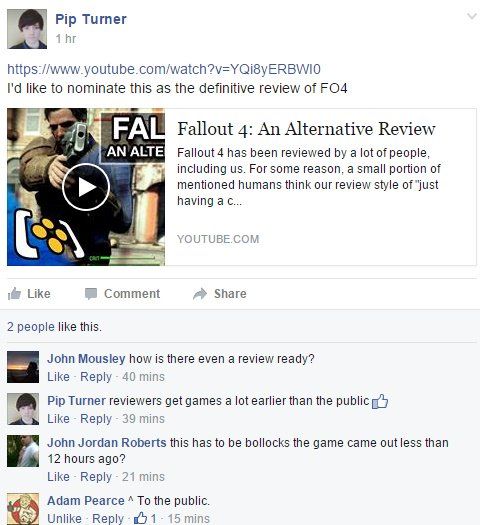 Pip Turner
1 hr
https://www.youtube.com/watch?v=YQi8yERBWI0
I'd like to nominate this as the definitive review of FO4
FAL
AN ALTE
CRIT
Fallout 4: An Alternative Review
Fallout 4 has been reviewed by a lot of people,
including us. For some reason, a small portion of
mentioned humans think our review style of "just
having a c...
YOUTUBE.COM
Like Comment Share
2 people like this.
John Mousley how is there even a review ready?
Like · Reply · 40 mins
Pip Turner reviewers get games a lot earlier than the public
Like · Reply · 39 mins
John Jordan Roberts this has to be bollocks the game came out less than
12 hours ago?
Like · Reply · 21 mins
Adam Pearce ^ To the public.
Unlike · Reply · 1 · 15 mins